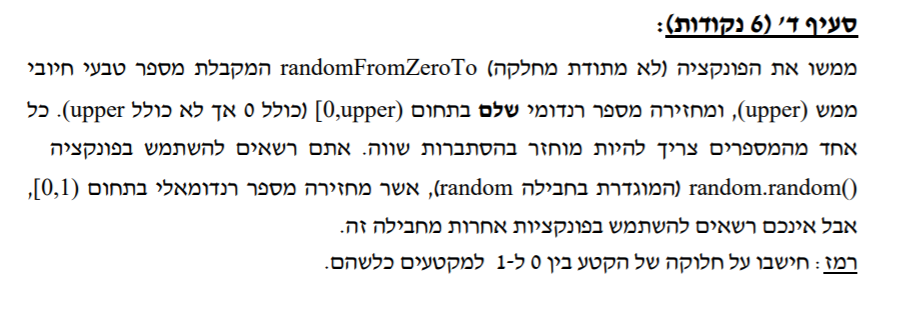 סעיף ד' (6 נקודות):
ממשו את הפונקציה (לא מתודת מחלקה) randomFromZeroTo המקבלת מספר טבעי חיובי
ממש (upper), ומחזירה מספר רנדומי שלם בתחום [0,upper) (כולל 0 אך לא כולל upper). כל
אחד מהמספרים צריך להיות מוחזר בהסתברות שווה. אתם רשאים להשתמש בפונקציה
random.random() (המוגדרת בחבילה random), אשר מחזירה מספר רנדומאלי בתחום [0,1),
אבל אינכם רשאים להשתמש בפונקציות אחרות מחבילה זה.
רמז: חישבו על חלוקה של הקטע בין 0 ל-1 למקטעים כלשהם.